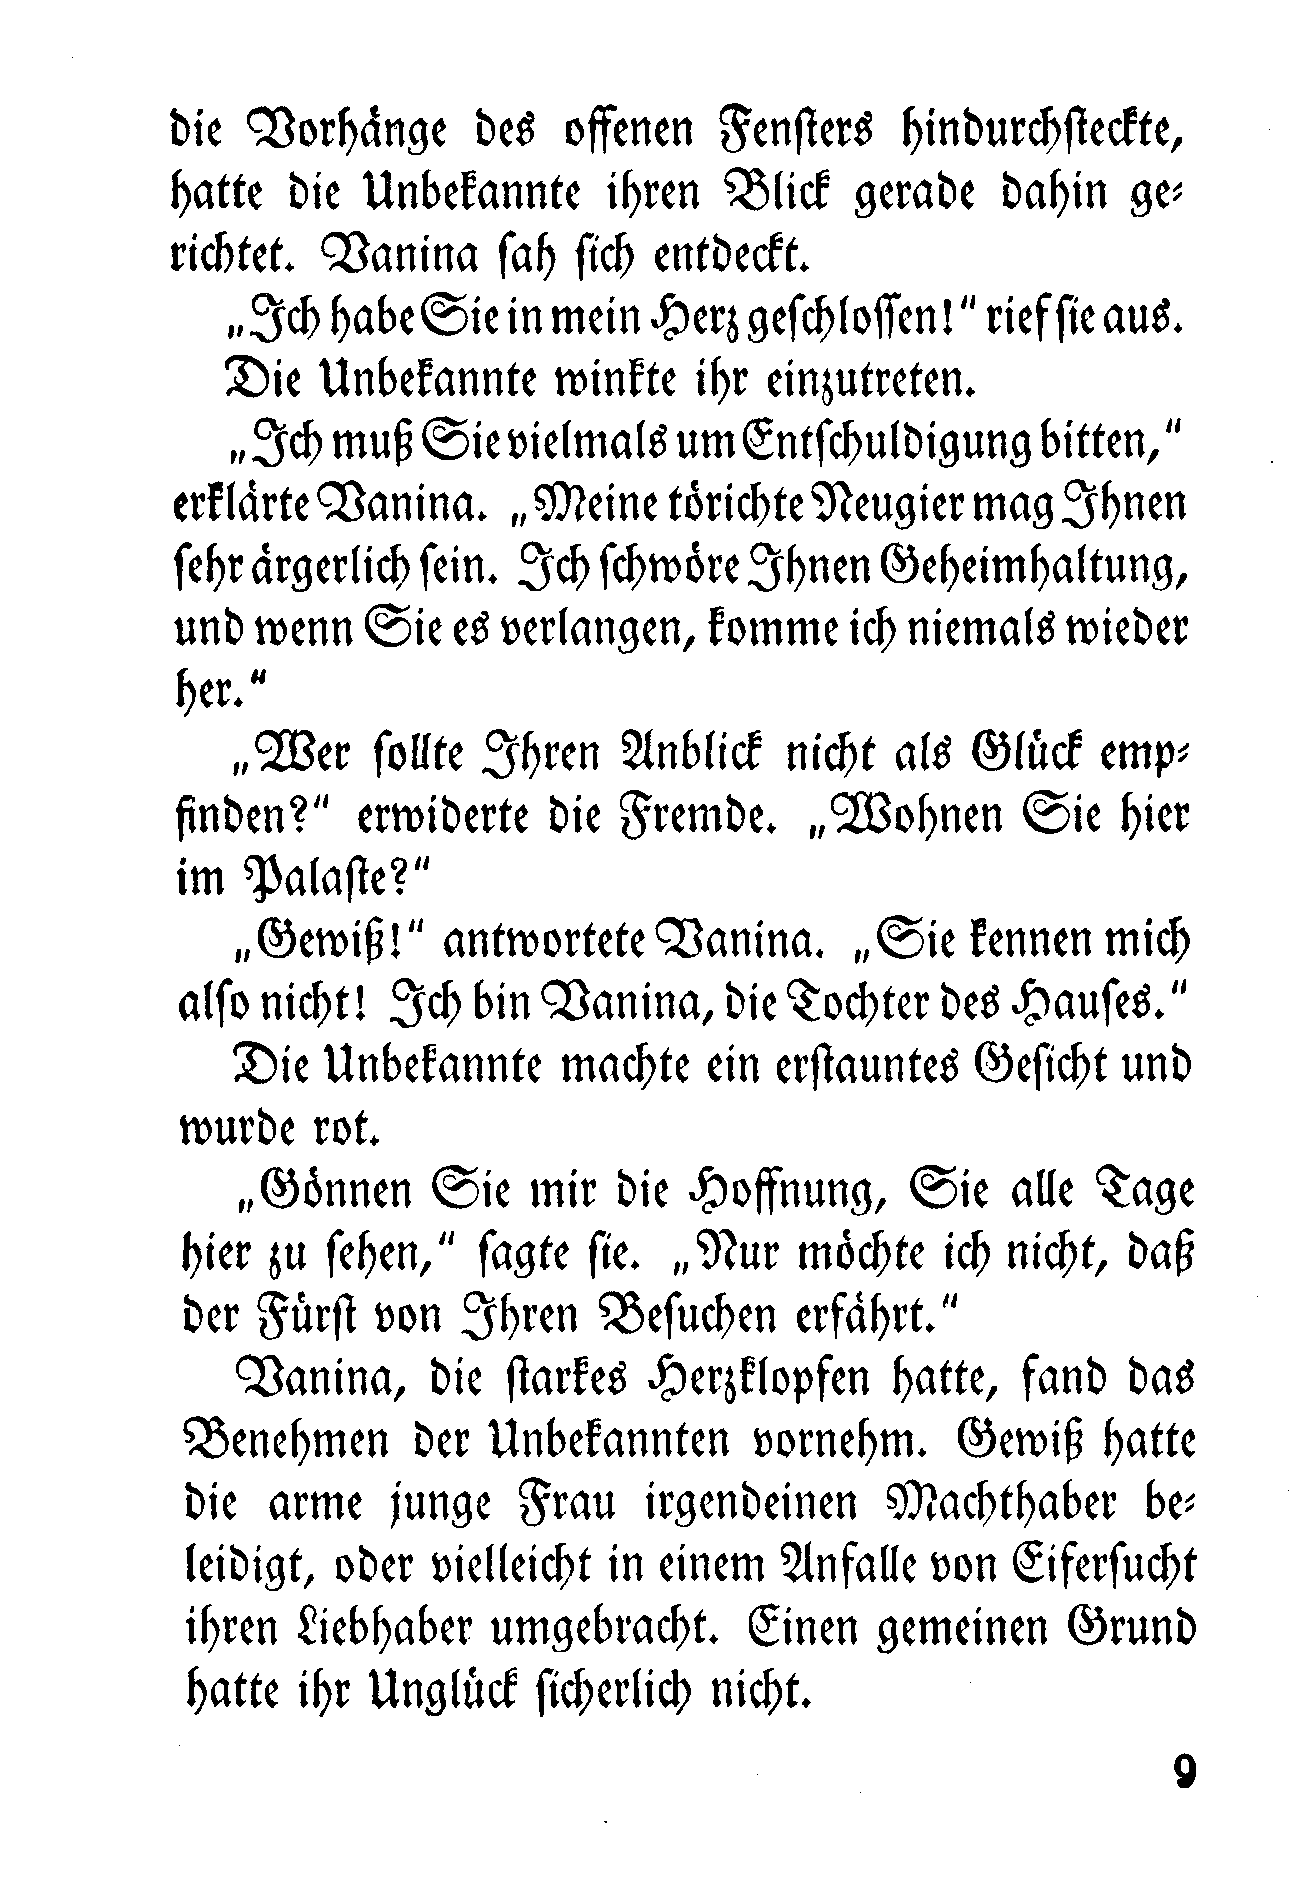 die Vorhänge des offenen Fensters hindurchsteckte,
hatte die Unbekannte ihren Blick gerade dahin ge-
richtet. Vanina sah sich entdeckt.
„Ich habe Sie in mein Herz geschlossen!“ rief sie aus.
Die Unbekannte winkte ihr einzutreten.
„Ich muß Sie vielmals um Entschuldigung bitten,“
erklärte Vanina. „Meine törichte Neugier mag Ihnen
sehr ärgerlich sein. Ich schwöre Ihnen Geheimhaltung,
und wenn Sie es verlangen, komme ich niemals wieder
her.“
„Wer sollte Ihren Anblick nicht als Glück emp-
finden?“ erwiderte die Fremde. „Wohnen Sie hier
im Palaste?“
„Gewiß!“ antwortete Vanina. „Sie kennen mich
also nicht! Ich bin Vanina, die Tochter des Hauses.“
Die Unbekannte machte ein erstauntes Gesicht und
wurde rot.
„Gönnen Sie mir die Hoffnung, Sie alle Tage
hier zu sehen,“ sagte sie. „Nur möchte ich nicht, daß
der Fürst von Ihren Besuchen erfährt.“
Vanina, die starkes Herzklopfen hatte, fand das
Benehmen der Unbekannten vornehm. Gewiß hatte
die arme junge Frau irgendeinen Machthaber be-
leidigt, oder vielleicht in einem Anfalle von Eifersucht
ihren Liebhaber umgebracht. Einen gemeinen Grund
hatte ihr Unglück sicherlich nicht.
9